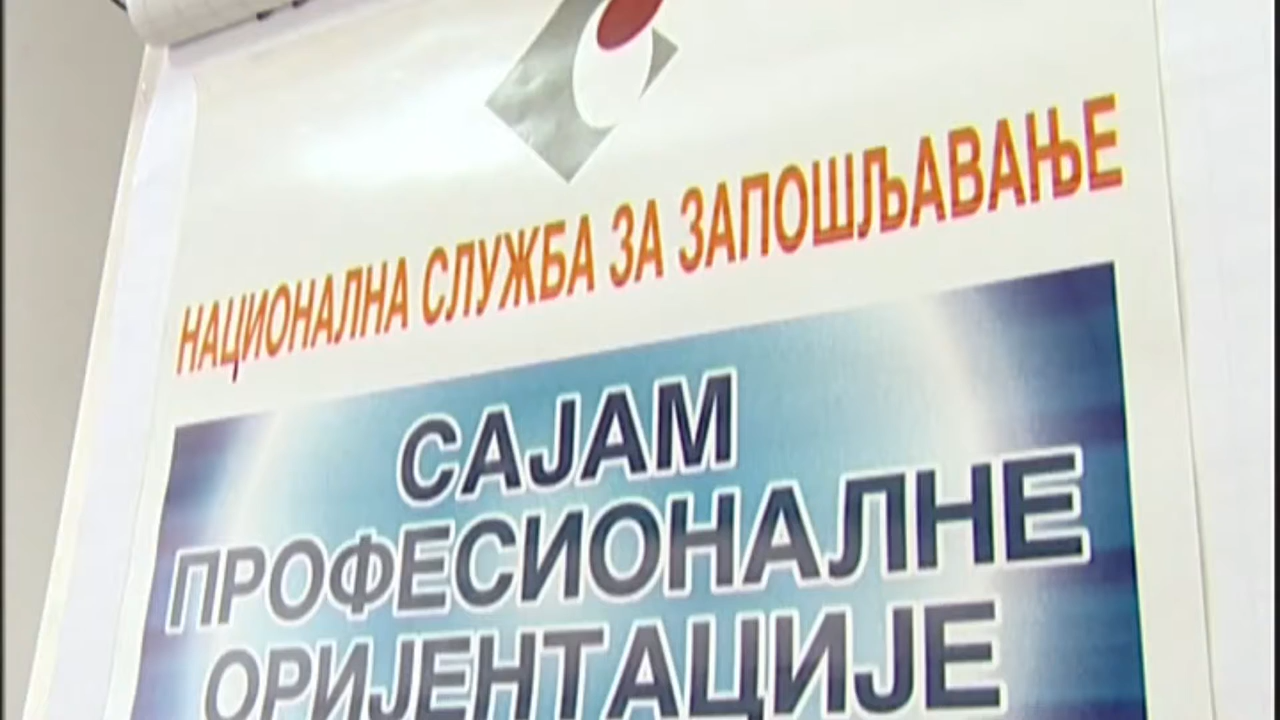 НАЦИОНАЛНА СЛУЖБА ЗА ЗАПОШЉАВАЊЕ
САЈАМ
ПРОФЕСИОНАЛНЕ
ОРИЈЕНТАЦИЈЕ